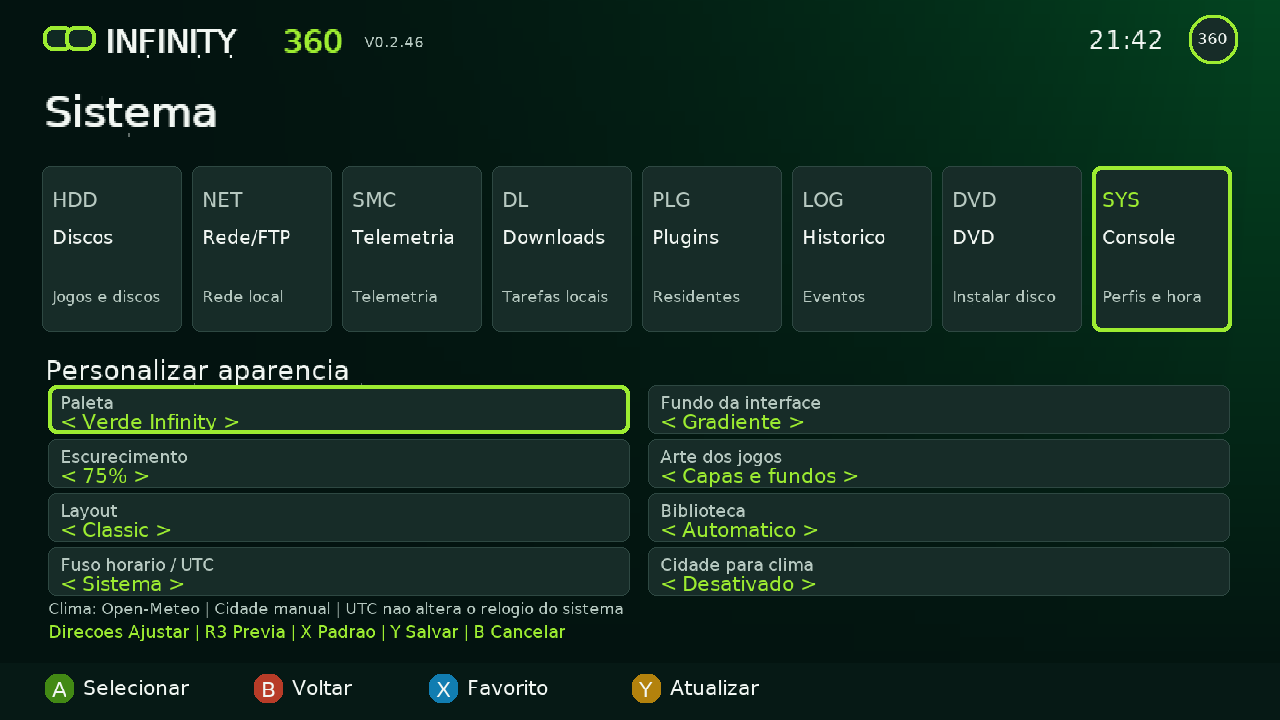 INFINITY 360 V0.2.46 21:42 360
Sistema
HDD NET SMC DL PLG LOG DVD SYS
Discos Rede/FTP Telemetria Downloads Plugins Historico DVD Console
Jogos e discos Rede local Telemetria Tarefas locais Residentes Eventos Instalar disco Perfis e hora
Personalizar aparencia
Paleta
< Verde Infinity >
Fundo da interface
< Gradiente >
Escurecimento
< 75% >
Arte dos jogos
< Capas e fundos >
Layout
< Classic >
Biblioteca
< Automatico >
Fuso horario / UTC
< Sistema >
Cidade para clima
< Desativado >
Clima: Open-Meteo | Cidade manual | UTC nao altera o relogio do sistema
Direcoes Ajustar | R3 Previa | X Padrao | Y Salvar | B Cancelar
A Selecionar B Voltar X Favorito Y Atualizar